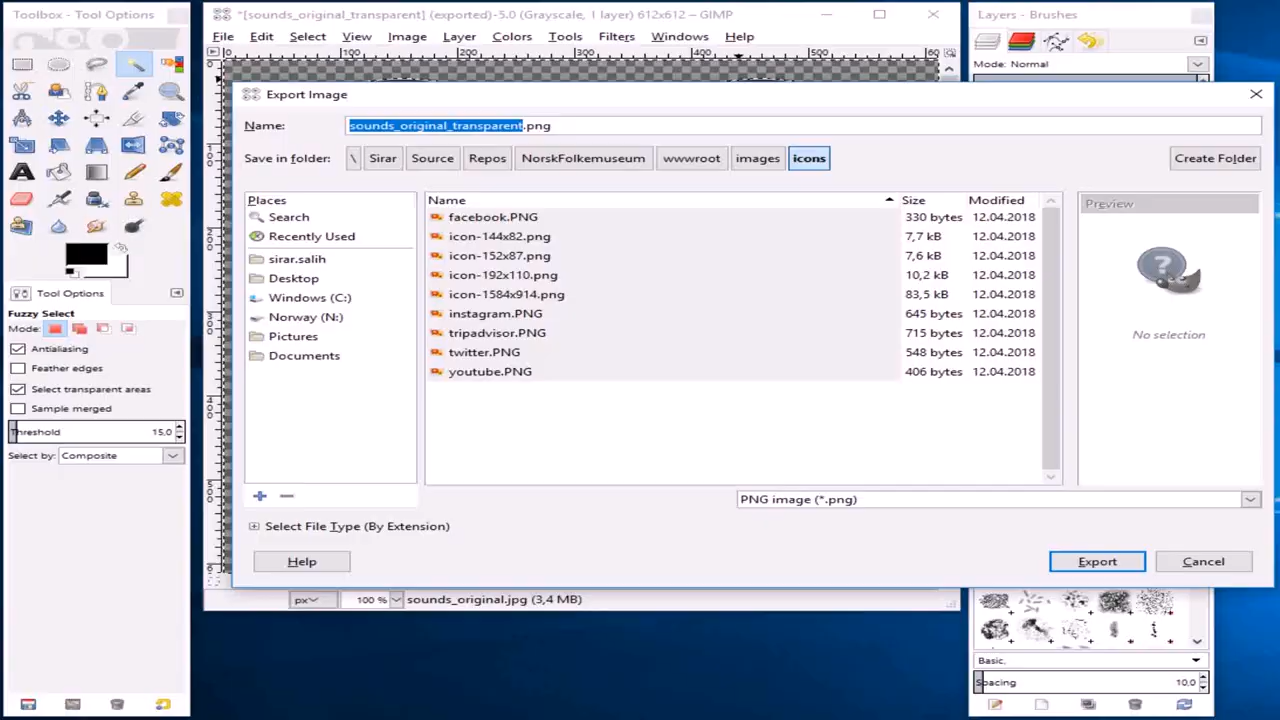 Toolbox - Tool Options
*[sounds_original_transparent] (exported)-5.0 (Grayscale, 1 layer) 612x612 – GIMP
Layers - Brushes
File Edit Select View Image Layer Colors Tools Filters Windows Help
0 100 200 300 400 500 60
Mode: Normal
Export Image
Name: sounds_original_transparent.png
Save in folder: \ Sirar Source Repos NorskFolkemuseum wwwroot images icons Create Folder
Places
Search
Recently Used
sirar.salih
Desktop
Windows (C:)
Norway (N:)
Pictures
Documents
Name Size Modified
facebook.PNG 330 bytes 12.04.2018
icon-144x82.png 7,7 kB 12.04.2018
icon-152x87.png 7,6 kB 12.04.2018
icon-192x110.png 10,2 kB 12.04.2018
icon-1584x914.png 83,5 kB 12.04.2018
instagram.PNG 645 bytes 12.04.2018
tripadvisor.PNG 715 bytes 12.04.2018
twitter.PNG 548 bytes 12.04.2018
youtube.PNG 406 bytes 12.04.2018
Preview
No selection
PNG image (*.png)
Select File Type (By Extension)
Help Export Cancel
Tool Options
Fuzzy Select
Mode:
Antialiasing
Feather edges
Select transparent areas
Sample merged
Threshold 15,0
Select by: Composite
px 100 % sounds_original.jpg (3,4 MB)
Basic,
Spacing 10,0